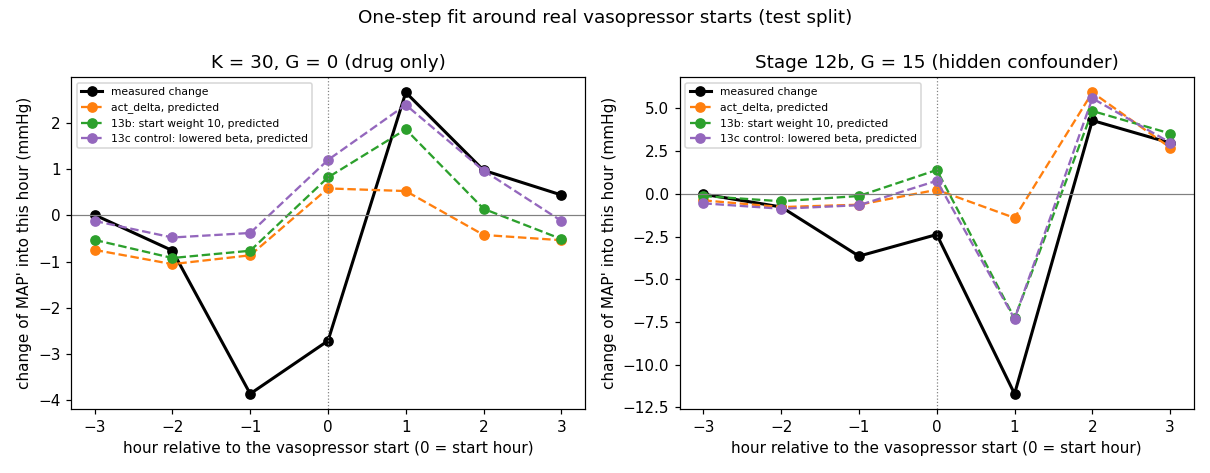 One-step fit around real vasopressor starts (test split)
K = 30, G = 0 (drug only)
measured change
act_delta, predicted
13b: start weight 10, predicted
13c control: lowered beta, predicted
change of MAP' into this hour (mmHg)
2
1
0
−1
−2
−3
−4
−3 −2 −1 0 1 2 3
hour relative to the vasopressor start (0 = start hour)
Stage 12b, G = 15 (hidden confounder)
measured change
act_delta, predicted
13b: start weight 10, predicted
13c control: lowered beta, predicted
change of MAP' into this hour (mmHg)
5.0
2.5
0.0
−2.5
−5.0
−7.5
−10.0
−12.5
−3 −2 −1 0 1 2 3
hour relative to the vasopressor start (0 = start hour)